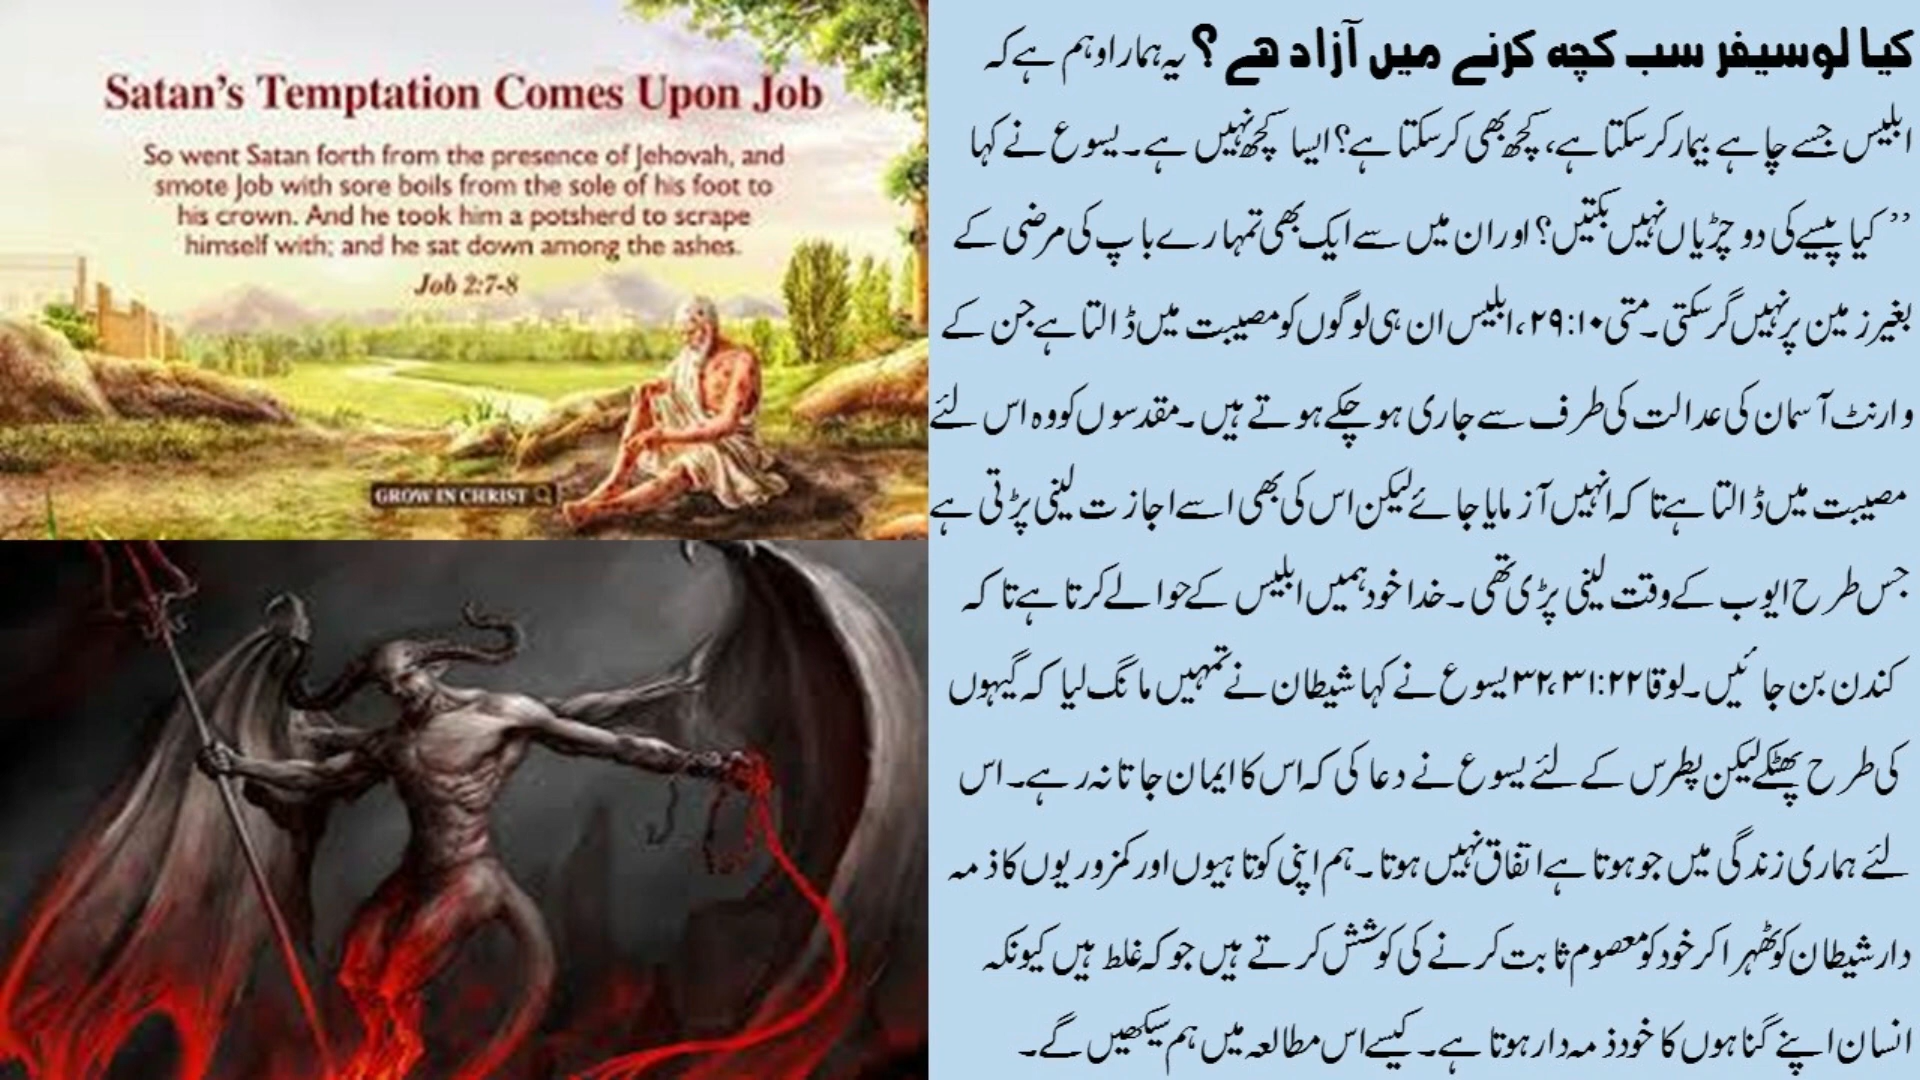 Satan's Temptation Comes Upon Job
So went Satan forth from the presence of Jehovah, and
smote Job with sore boils from the sole of his foot to
his crown. And he took him a potsherd to scrape
himself with; and he sat down among the ashes.
Job 2:7-8
GROW IN CHRIST
کیا لوسیفر سب کچھ کرنے میں آزاد ھے ؟ یہ ہمارا وہم ہے کہ
ابلیس جسے چاہے بیمار کر سکتا ہے، کچھ بھی کر سکتا ہے؟ ایسا کچھ نہیں ہے۔ یسوع نے کہا
’’ کیا پیسے کی دو چڑیاں نہیں بکتیں؟ اور ان میں سے ایک بھی تمہارے باپ کی مرضی کے
بغیر زمین پر نہیں گر سکتی۔ متی ۲۹:۱۰، ابلیس ان ہی لوگوں کو مصیبت میں ڈالتا ہے جن کے
وارنٹ آسمان کی عدالت کی طرف سے جاری ہو چکے ہوتے ہیں۔ مقدسوں کو وہ اس لئے
مصیبت میں ڈالتا ہے تا کہ انہیں آزمایا جائے لیکن اس کی بھی اسے اجازت لینی پڑتی ہے
جس طرح ایوب کے وقت لینی پڑی تھی۔ خدا خود ہمیں ابلیس کے حوالے کرتا ہے تا کہ
کندن بن جائیں۔ لوقا ۳۲،۳۱:۲۲ یسوع نے کہا شیطان نے تمہیں مانگ لیا کہ گیہوں
کی طرح پھٹکے لیکن پطرس کے لئے یسوع نے دعا کی کہ اس کا ایمان جاتا نہ رہے۔ اس
لئے ہماری زندگی میں جو ہوتا ہے اتفاق نہیں ہوتا۔ ہم اپنی کوتاہیوں اور کمزوریوں کا ذمہ
دار شیطان کو ٹھہرا کر خود کو معصوم ثابت کرنے کی کوشش کرتے ہیں جو کہ غلط ہیں کیونکہ
انسان اپنے گناہوں کا خود ذمہ دار ہوتا ہے۔ کیسے اس مطالعہ میں ہم سیکھیں گے۔